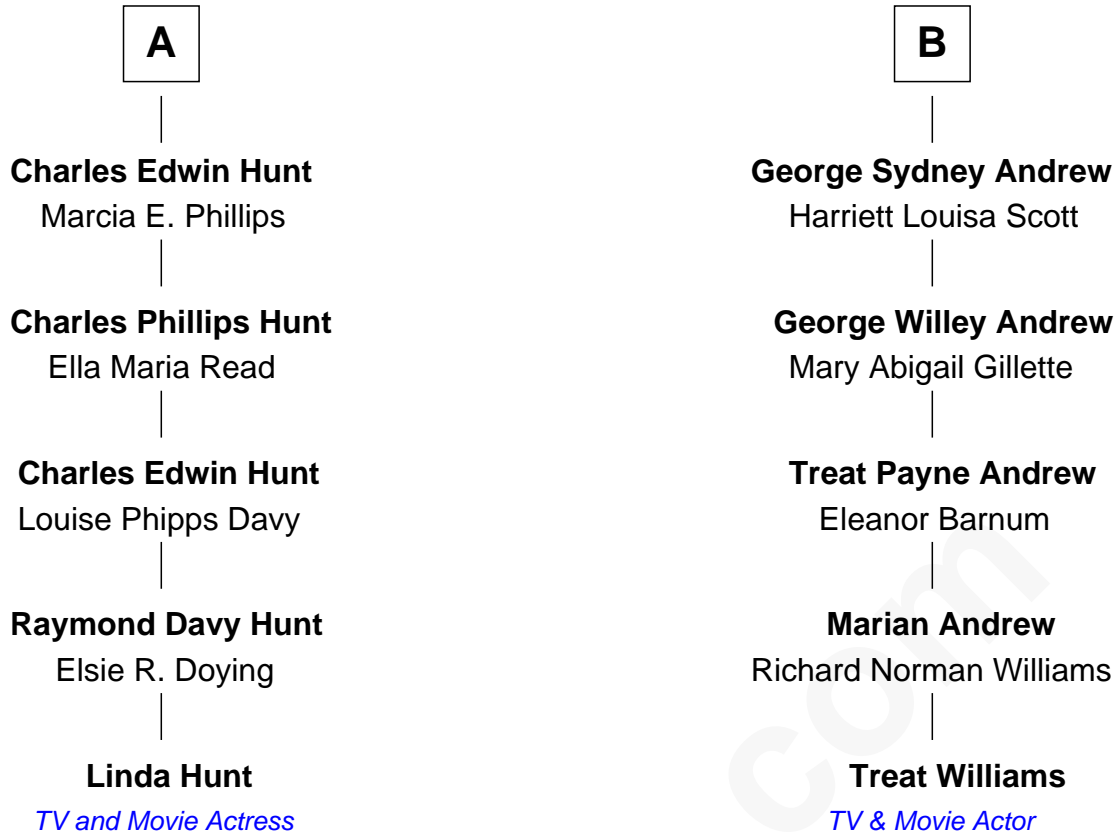 A
Charles Edwin Hunt
Marcia E. Phillips
Charles Phillips Hunt
Ella Maria Read
Charles Edwin Hunt
Louise Phipps Davy
Raymond Davy Hunt
Elsie R. Doying
Linda Hunt
TV and Movie Actress
B
George Sydney Andrew
Harriett Louisa Scott
George Willey Andrew
Mary Abigail Gillette
Treat Payne Andrew
Eleanor Barnum
Marian Andrew
Richard Norman Williams
Treat Williams
TV & Movie Actor
com